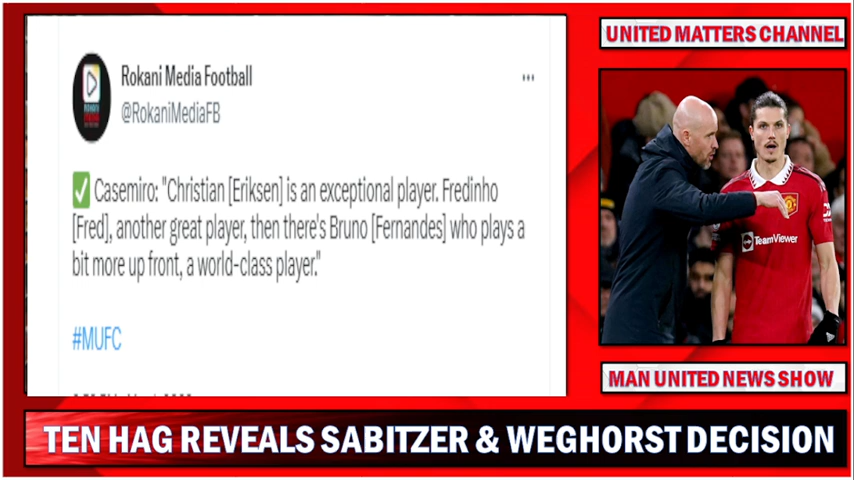 UNITED MATTERS CHANNEL
Rokani Media Football
@RokaniMediaFB
Casemiro: "Christian [Eriksen] is an exceptional player. Fredinho
[Fred], another great player, then there's Bruno [Fernandes] who plays a
bit more up front, a world-class player."
#MUFC
TeamViewer
MAN UNITED NEWS SHOW
TEN HAG REVEALS SABITZER & WEGHORST DECISION